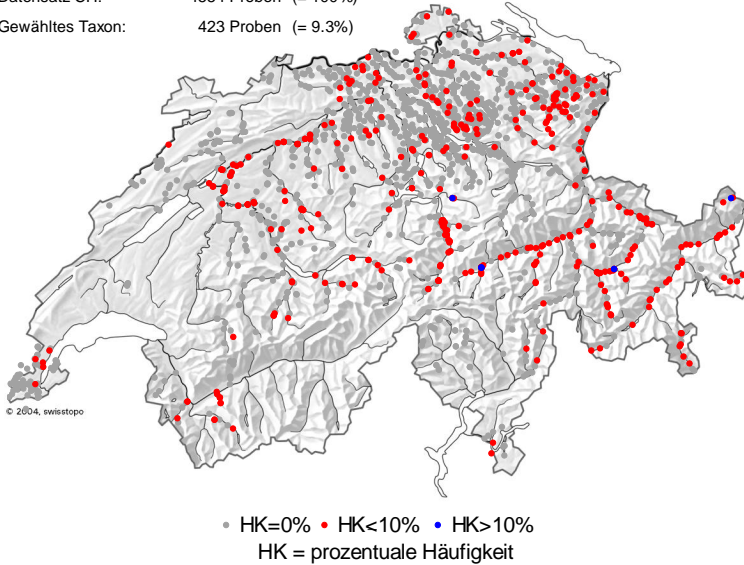 Gewähltes Taxon: 423 Proben (= 9.3%)
© 2004, swisstopo
HK=0% HK<10% HK>10%
HK = prozentuale Häufigkeit